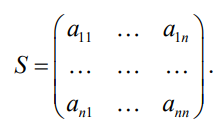 a₁₁ … a₁ₙ
S = … … … .
aₙ₁ … aₙₙ